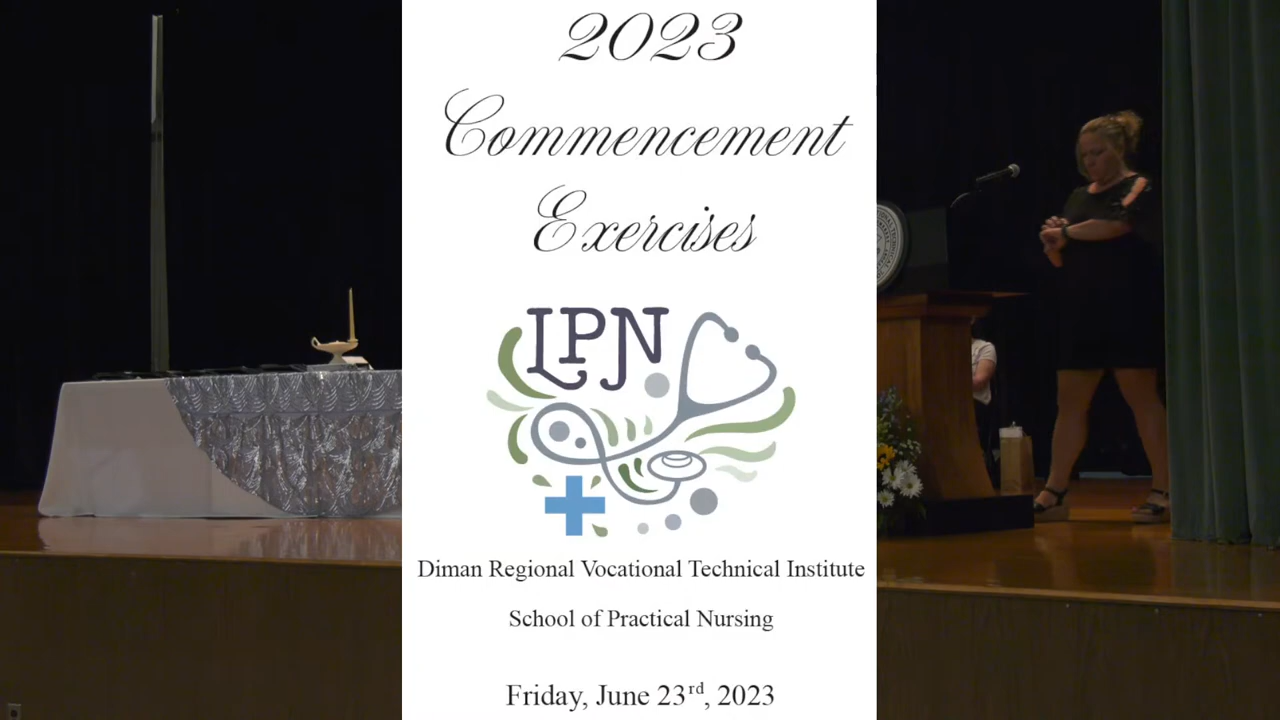 2023
Commencement
Exercises
LPN
Diman Regional Vocational Technical Institute
School of Practical Nursing
Friday, June 23rd, 2023